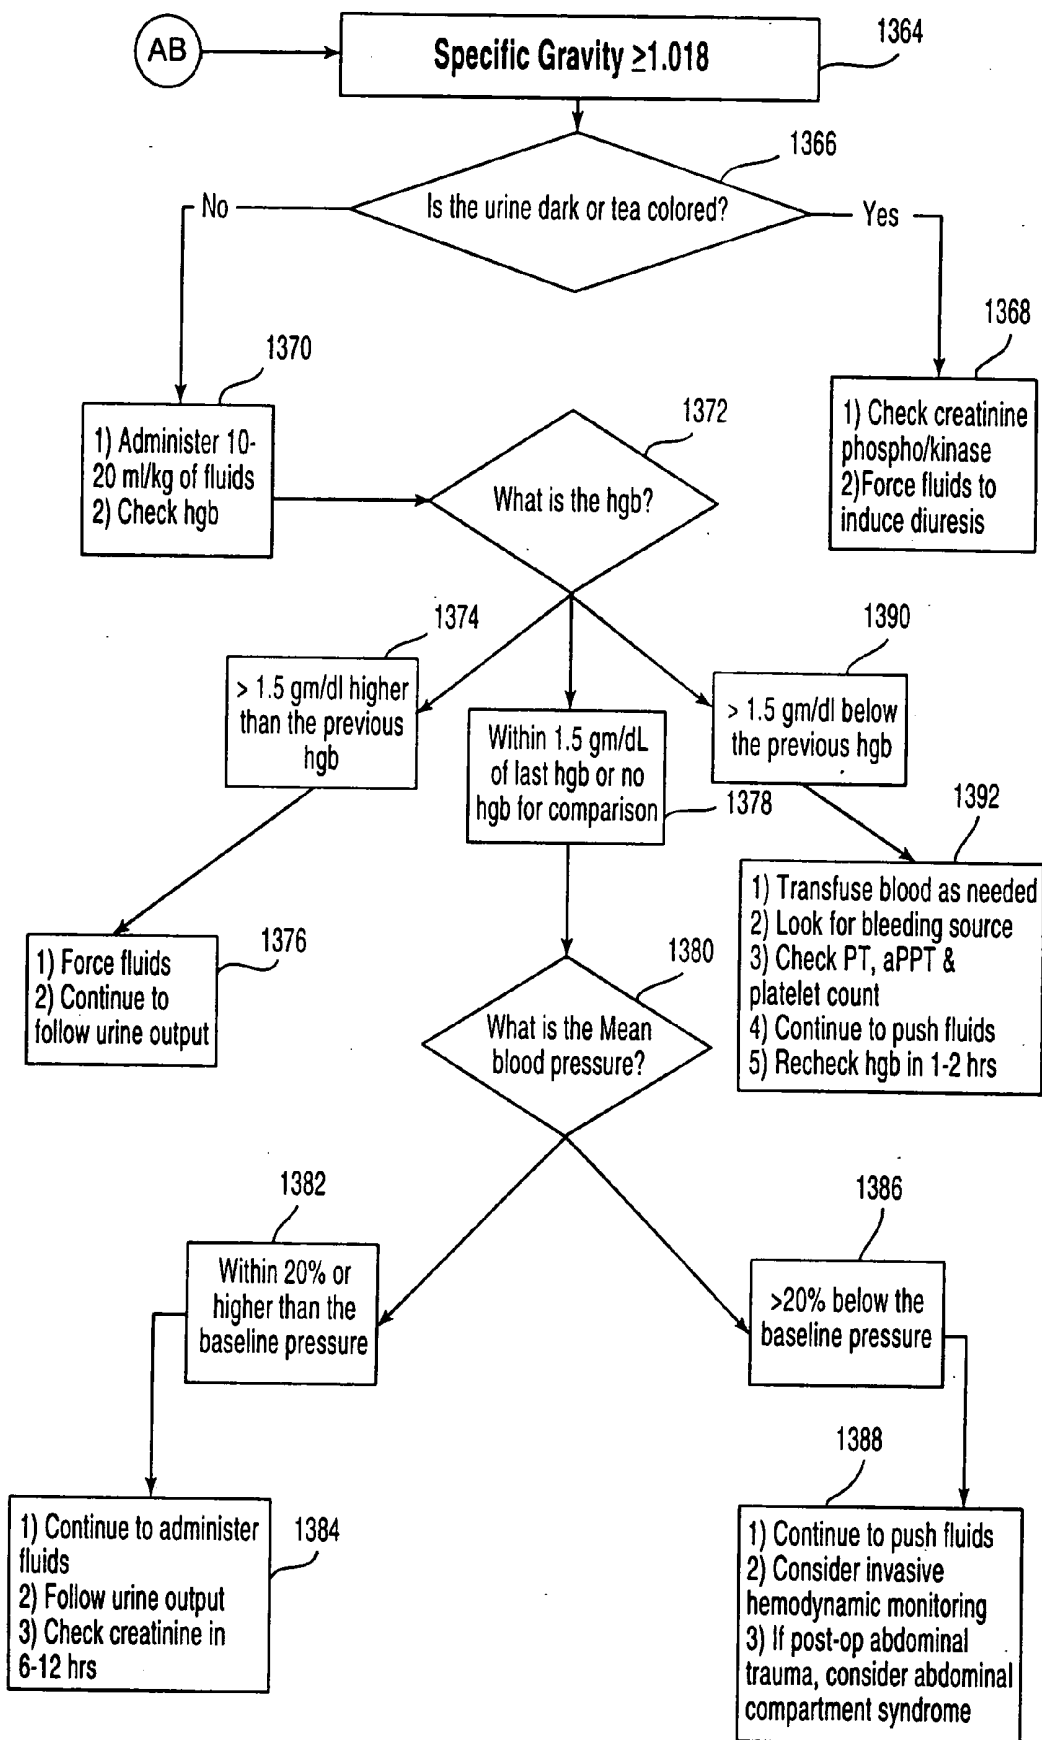 AB
Specific Gravity ≥1.018
1364
1366
Is the urine dark or tea colored?
No
Yes
1368
1) Check creatinine
phospho/kinase
2)Force fluids to
induce diuresis
1370
1) Administer 10-
20 ml/kg of fluids
2) Check hgb
1372
What is the hgb?
1374
> 1.5 gm/dl higher
than the previous
hgb
Within 1.5 gm/dL
of last hgb or no
hgb for comparison
1378
1390
> 1.5 gm/dl below
the previous hgb
1376
1) Force fluids
2) Continue to
follow urine output
1380
What is the Mean
blood pressure?
1392
1) Transfuse blood as needed
2) Look for bleeding source
3) Check PT, aPPT &
platelet count
4) Continue to push fluids
5) Recheck hgb in 1-2 hrs
1382
Within 20% or
higher than the
baseline pressure
1386
>20% below the
baseline pressure
1384
1) Continue to administer
fluids
2) Follow urine output
3) Check creatinine in
6-12 hrs
1388
1) Continue to push fluids
2) Consider invasive
hemodynamic monitoring
3) If post-op abdominal
trauma, consider abdominal
compartment syndrome